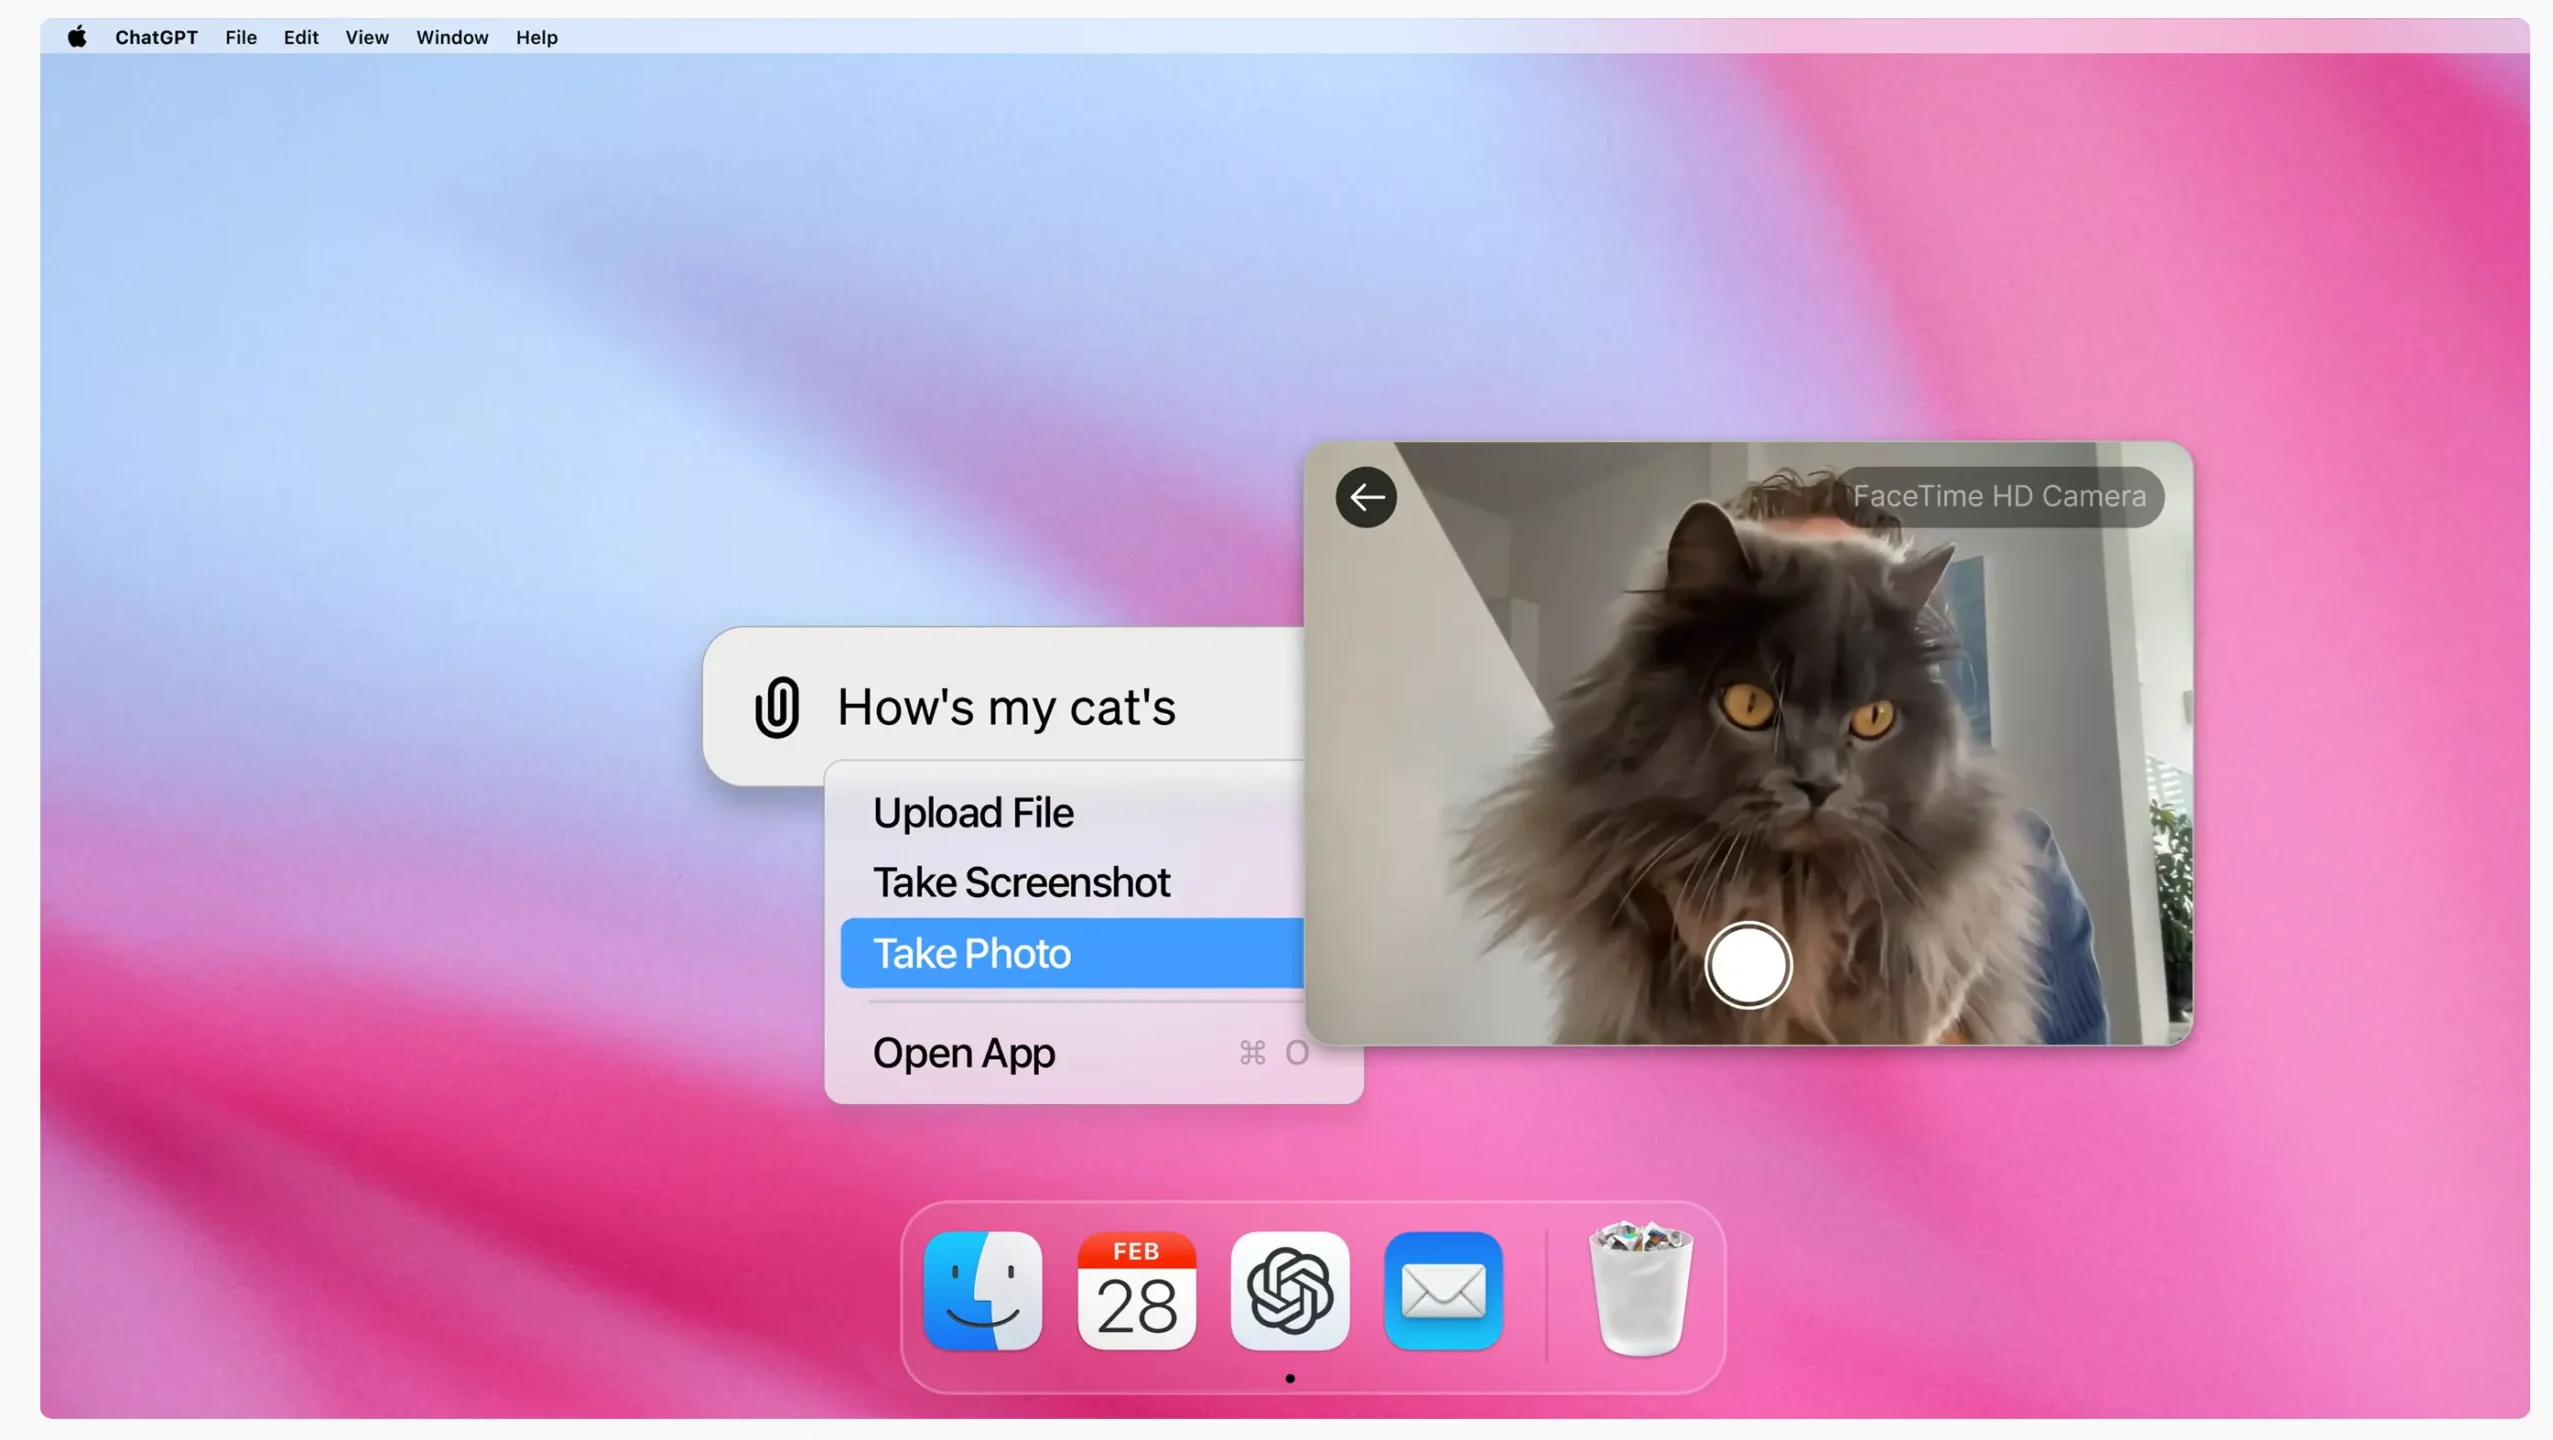 ChatGPT File Edit View Window Help
FaceTime HD Camera
How's my cat's
Upload File
Take Screenshot
Take Photo
Open App ⌘ O
FEB
28